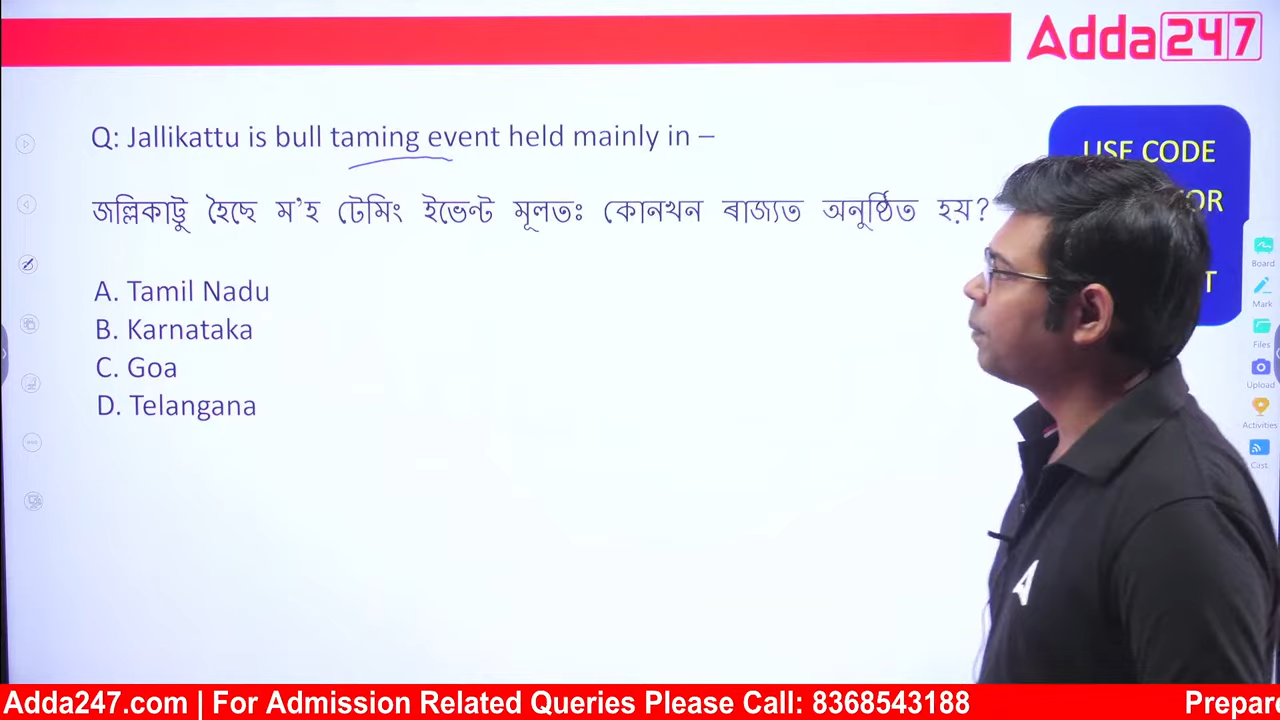 Adda247
Q: Jallikattu is bull taming event held mainly in –
USE CODE
জল্লিকাট্টু হৈছে ম'হ টেমিং ইভেণ্ট মূলতঃ কোনখন ৰাজ্যত অনুষ্ঠিত হয়?
A. Tamil Nadu
B. Karnataka
C. Goa
D. Telangana
Board
Mark
Files
Upload
Activities
Cast
Adda247.com | For Admission Related Queries Please Call: 8368543188